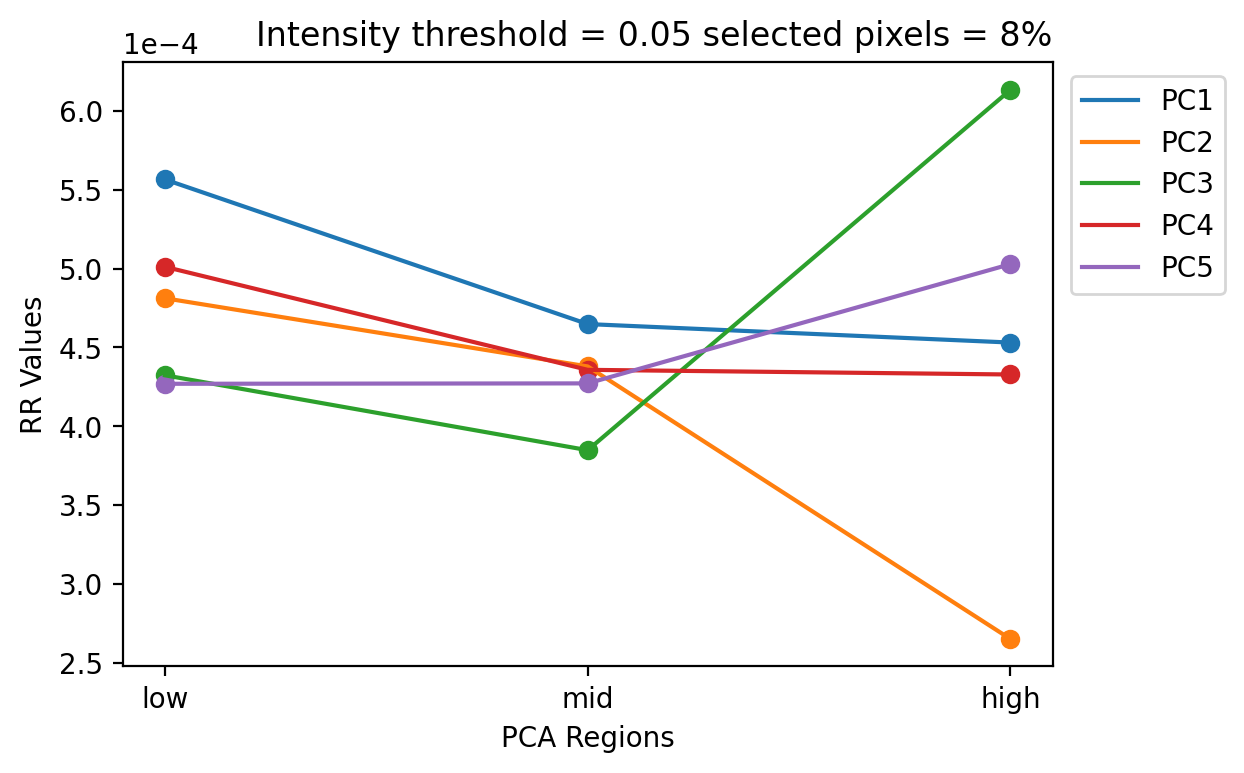 Intensity threshold = 0.05 selected pixels = 8%
1e−4
6.0
5.5
5.0
4.5
4.0
3.5
3.0
2.5
RR Values
low mid high
PCA Regions
PC1
PC2
PC3
PC4
PC5